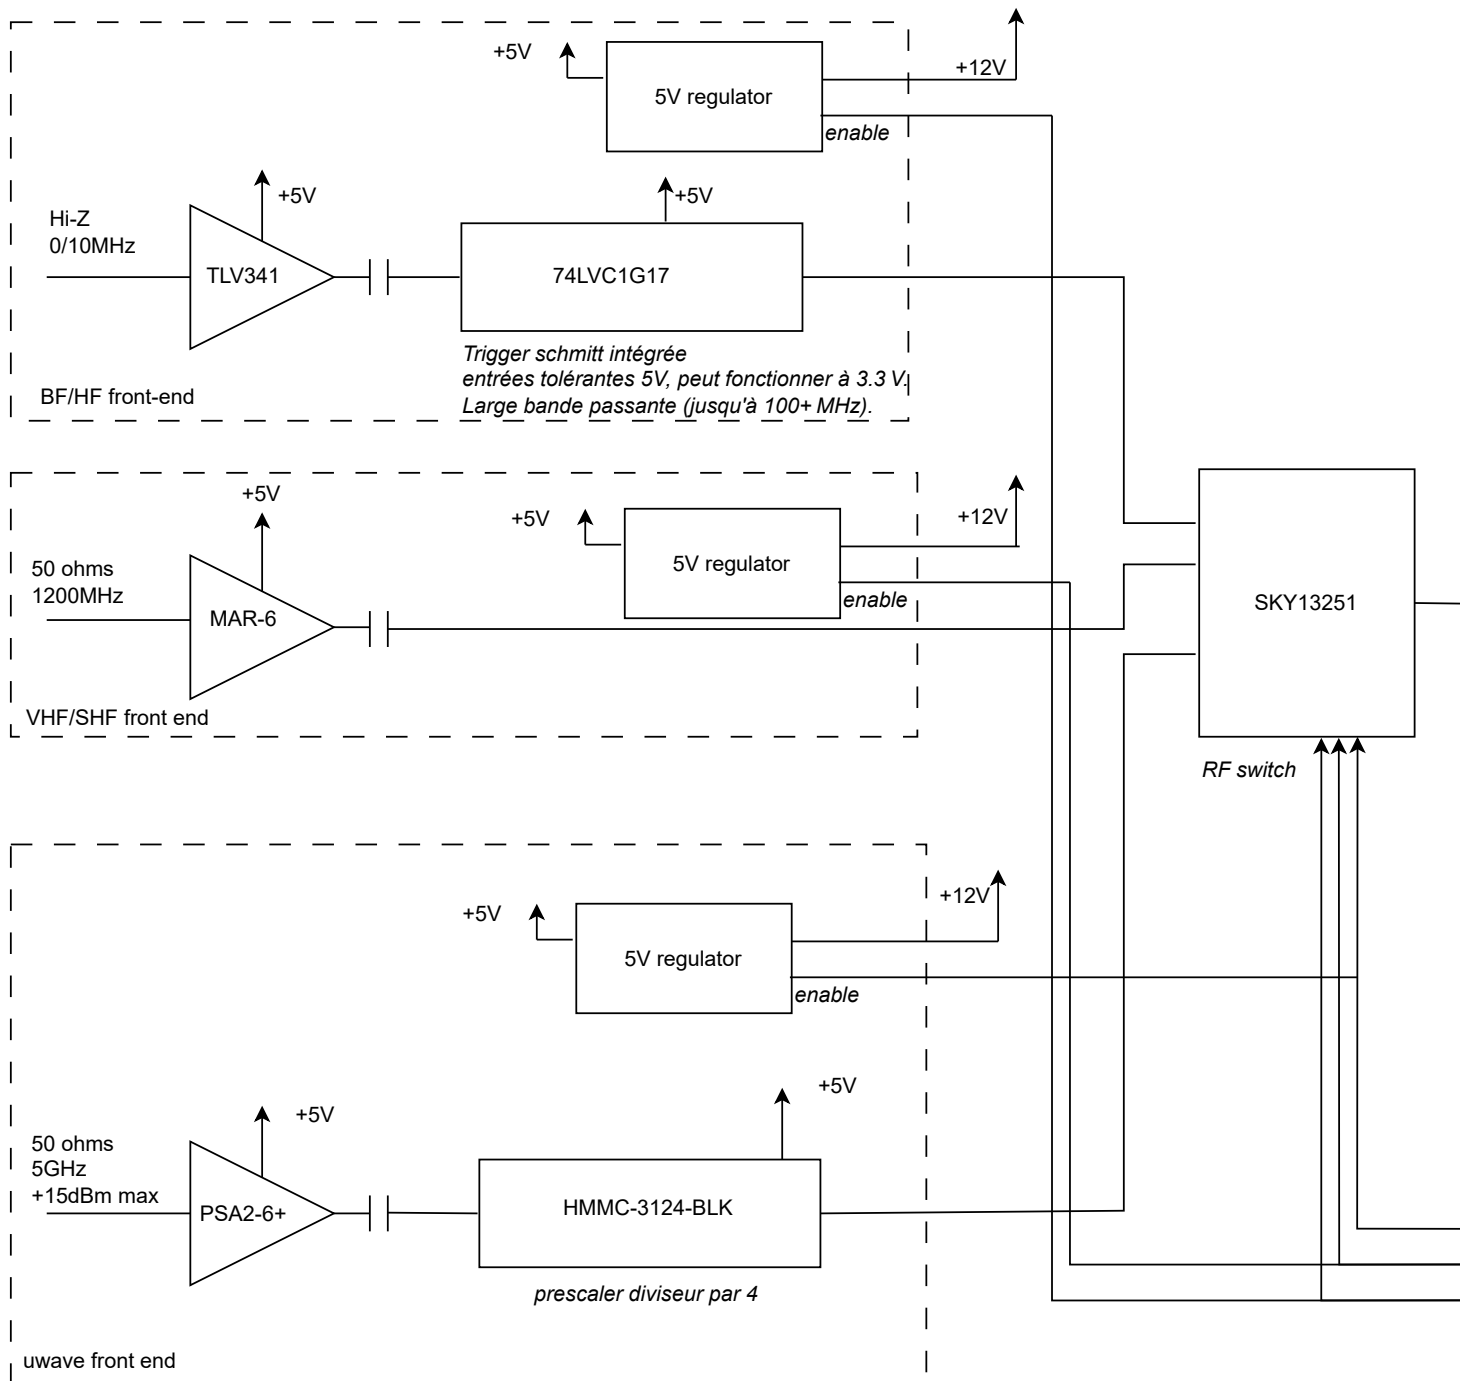 +5V
5V regulator
+12V
enable
+5V
+5V
Hi-Z
0/10MHz
TLV341
74LVC1G17
Trigger schmitt intégrée
entrées tolérantes 5V, peut fonctionner à 3.3 V.
Large bande passante (jusqu'à 100+ MHz).
BF/HF front-end
+5V
+5V
5V regulator
+12V
enable
50 ohms
1200MHz
MAR-6
SKY13251
VHF/SHF front end
RF switch
+5V
5V regulator
+12V
enable
+5V
+5V
50 ohms
5GHz
+15dBm max
PSA2-6+
HMMC-3124-BLK
prescaler diviseur par 4
uwave front end